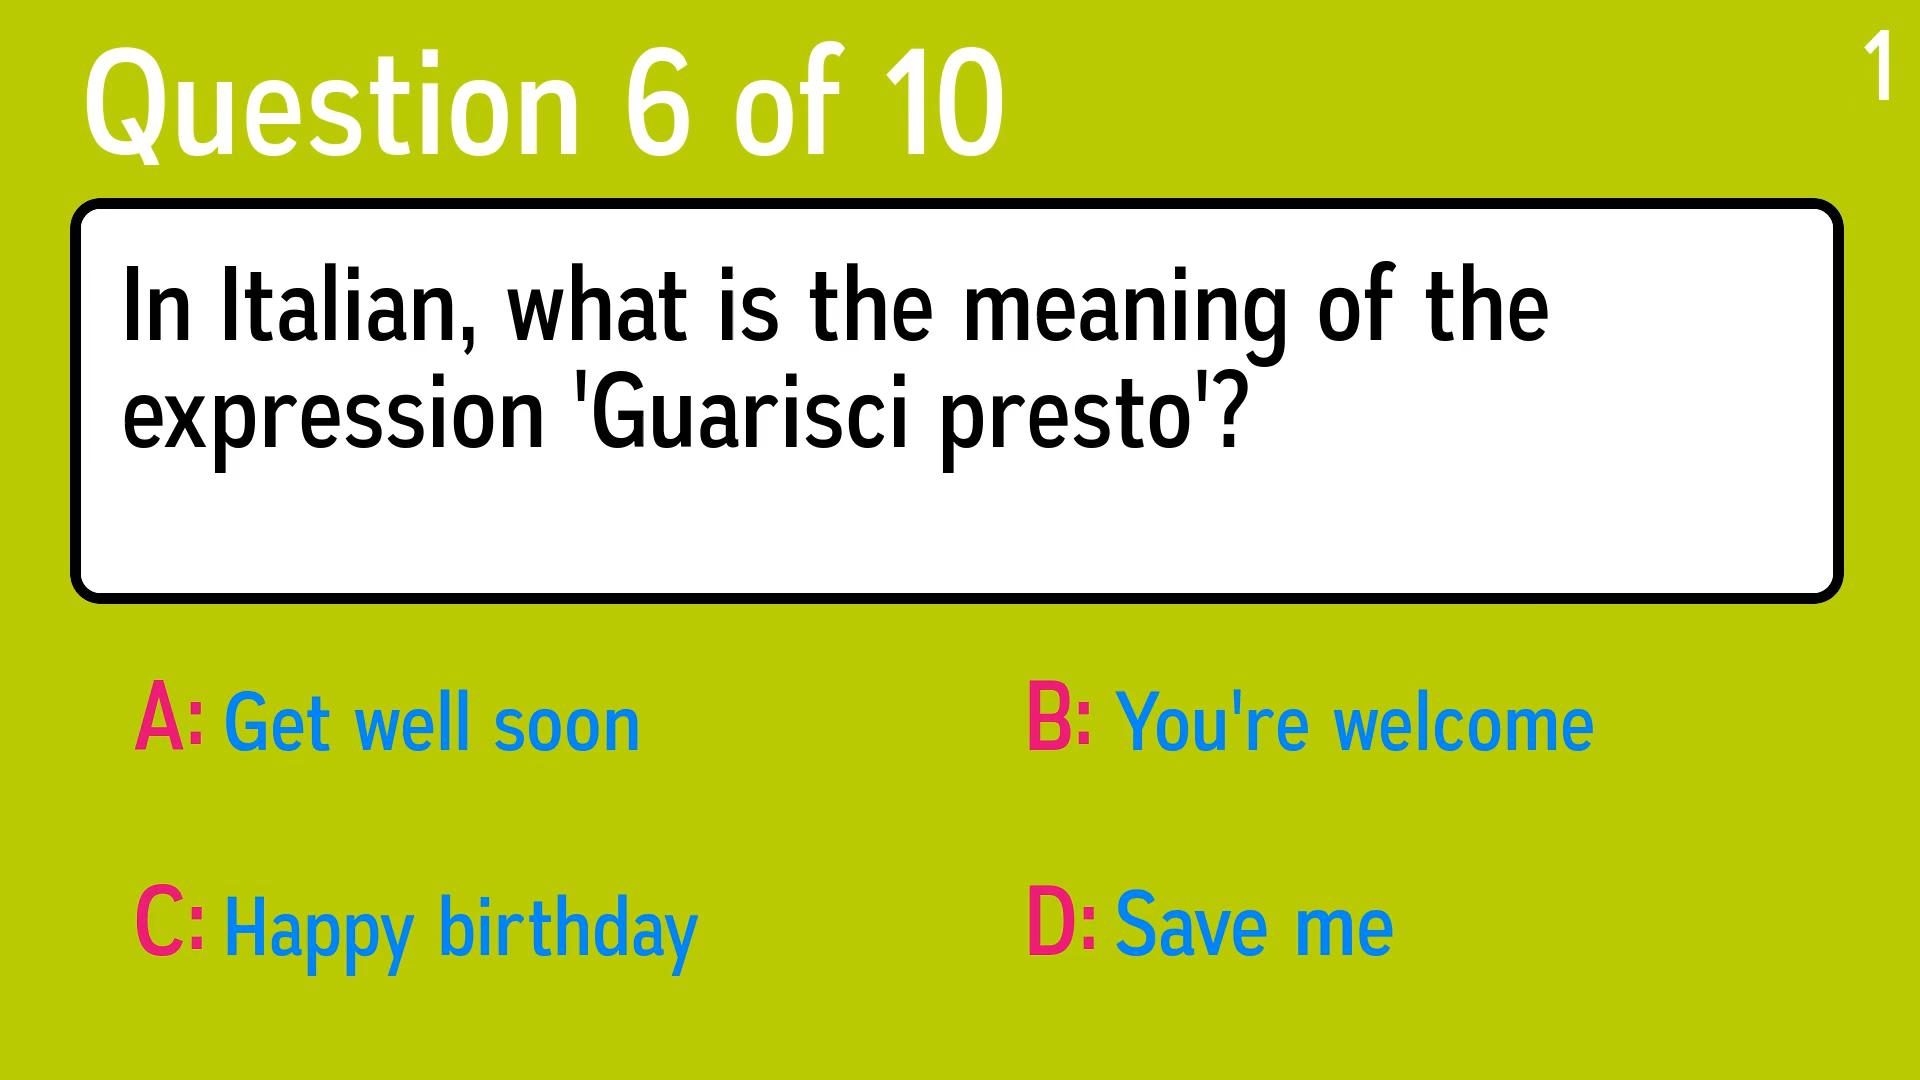 Question 6 of 10
1
In Italian, what is the meaning of the
expression 'Guarisci presto'?
A: Get well soon
B: You're welcome
C: Happy birthday
D: Save me